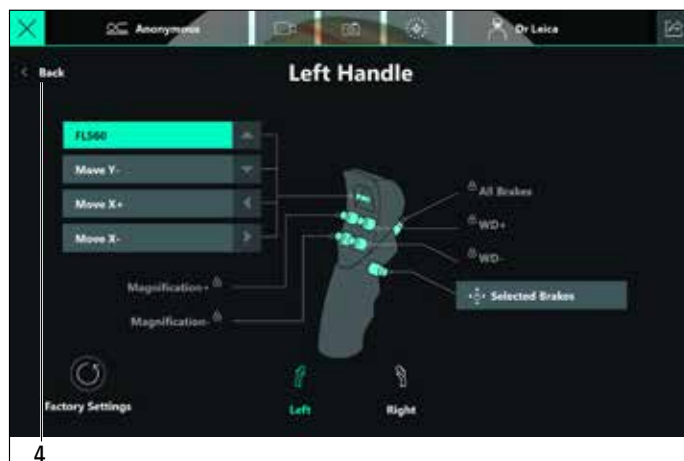 Anonymous
Dr Leica
Back
Left Handle
FL560
Move Y-
Move X+
Move X-
All Brakes
WD+
WD-
Magnification+
Selected Brakes
Magnification-
Factory Settings
Left
Right
4